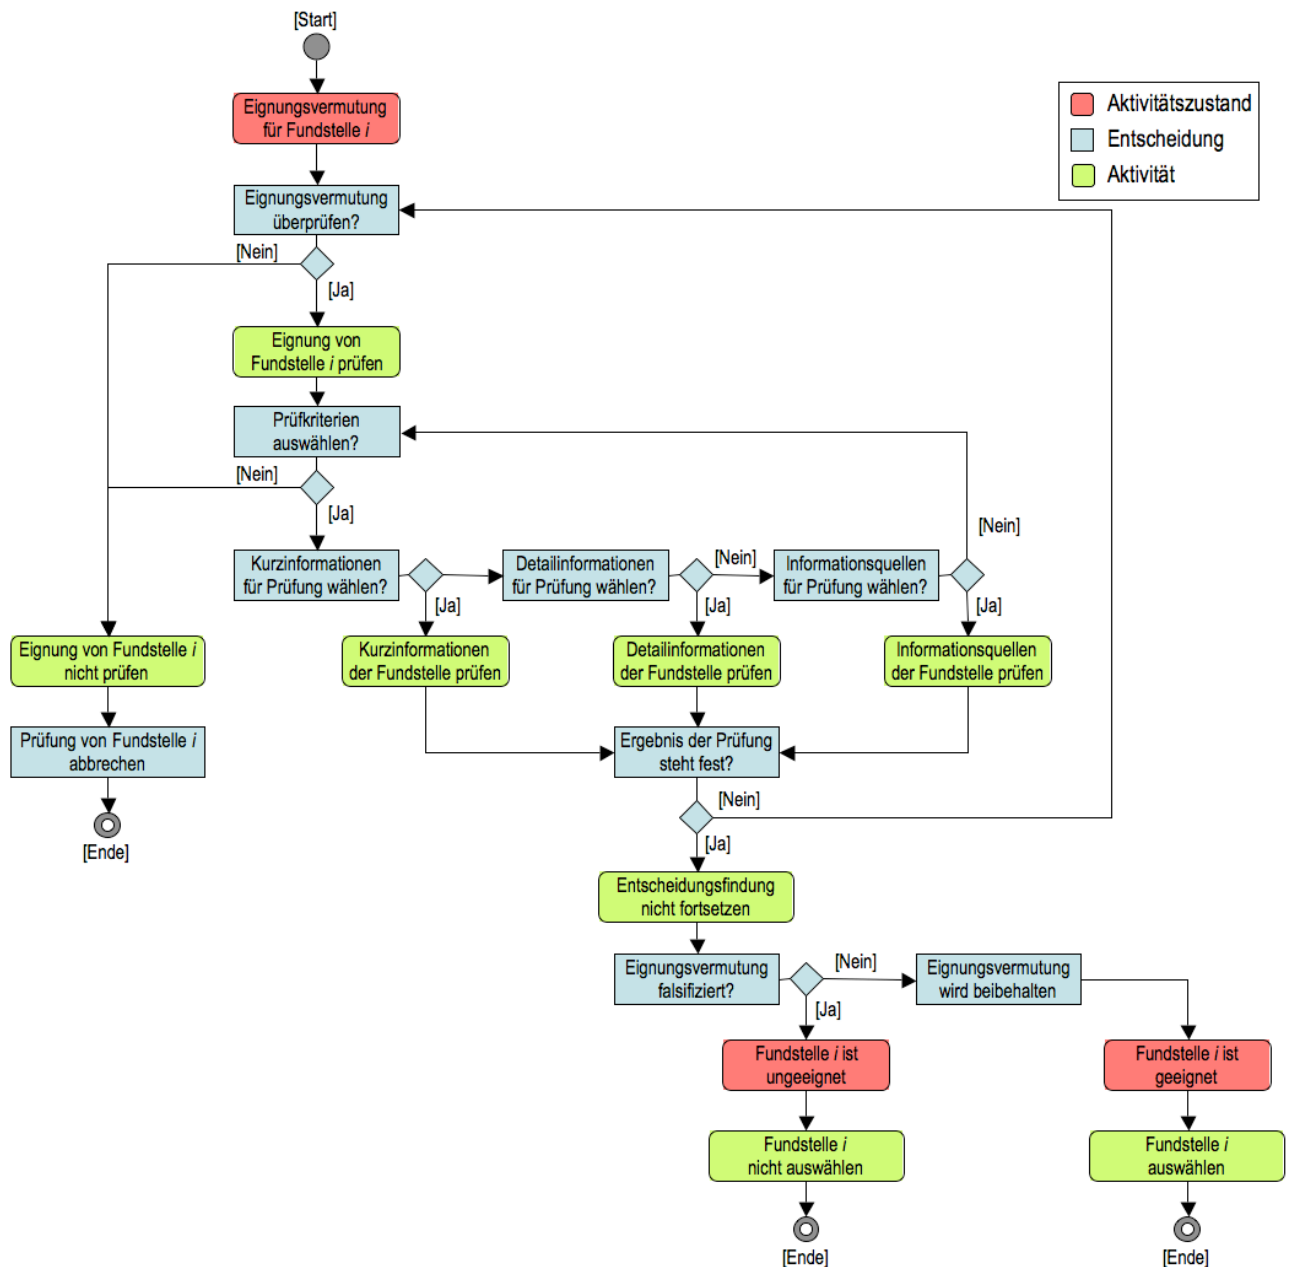 [Start]
Eignungsvermutung
für Fundstelle i
Aktivitätszustand
Entscheidung
Aktivität
Eignungsvermutung
überprüfen?
[Nein]
[Ja]
Eignung von
Fundstelle i prüfen
Prüfkriterien
auswählen?
[Nein]
[Ja]
Kurzinformationen
für Prüfung wählen?
[Ja]
Detailinformationen
für Prüfung wählen?
[Nein]
[Ja]
Informationsquellen
für Prüfung wählen?
[Nein]
[Ja]
Eignung von Fundstelle i
nicht prüfen
Kurzinformationen
der Fundstelle prüfen
Detailinformationen
der Fundstelle prüfen
Informationsquellen
der Fundstelle prüfen
Prüfung von Fundstelle i
abbrechen
[Ende]
Ergebnis der Prüfung
steht fest?
[Nein]
[Ja]
Entscheidungsfindung
nicht fortsetzen
Eignungsvermutung
falsifiziert?
[Nein]
[Ja]
Eignungsvermutung
wird beibehalten
Fundstelle i ist
ungeeignet
Fundstelle i ist
geeignet
Fundstelle i
nicht auswählen
Fundstelle i
auswählen
[Ende]
[Ende]